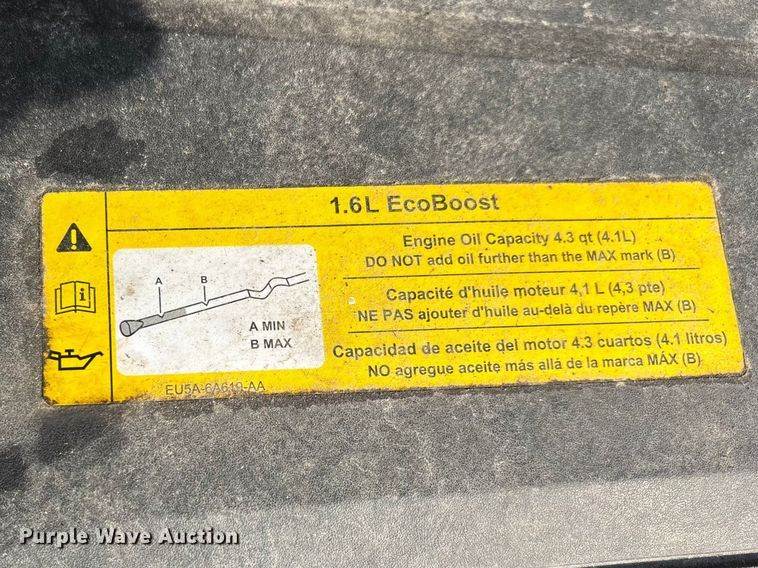 1.6L EcoBoost
A
B
A MIN
B MAX
EU5A-6A619-AA
Engine Oil Capacity 4.3 qt (4.1L)
DO NOT add oil further than the MAX mark (B)
Capacité d'huile moteur 4,1 L (4,3 pte)
NE PAS ajouter d'huile au-delà du repère MAX (B)
Capacidad de aceite del motor 4.3 cuartos (4.1 litros)
NO agregue aceite más allá de la marca MÁX (B)
Purple Wave Auction